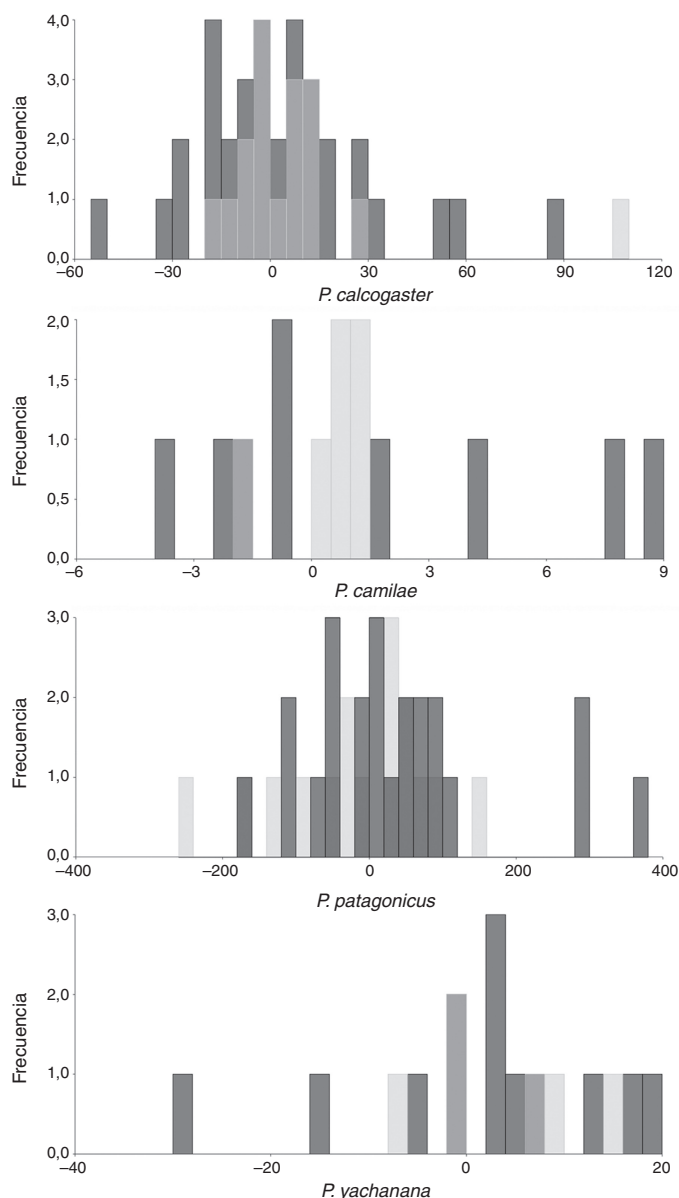 4,0
3,0
Frecuencia
2,0
1,0
0,0
–60 –30 0 30 60 90 120
P. calcogaster
2,0
1,5
Frecuencia
1,0
0,5
0,0
–6 –3 0 3 6 9
P. camilae
3,0
2,0
Frecuencia
1,0
0,0
–400 –200 0 200 400
P. patagonicus
3,0
2,0
Frecuencia
1,0
0,0
–40 –20 0 20
P. yachanana